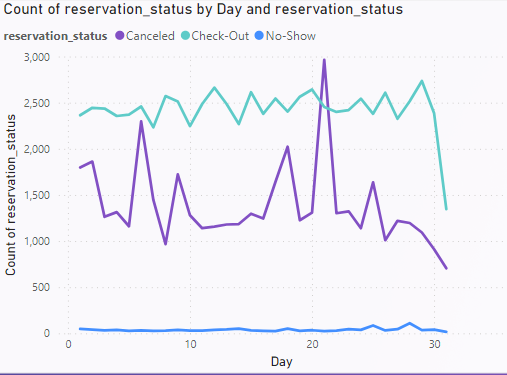 Count of reservation_status by Day and reservation_status
reservation_status Canceled Check-Out No-Show
Count of reservation_status
3,000
2,500
2,000
1,500
1,000
500
0
0 10 20 30
Day